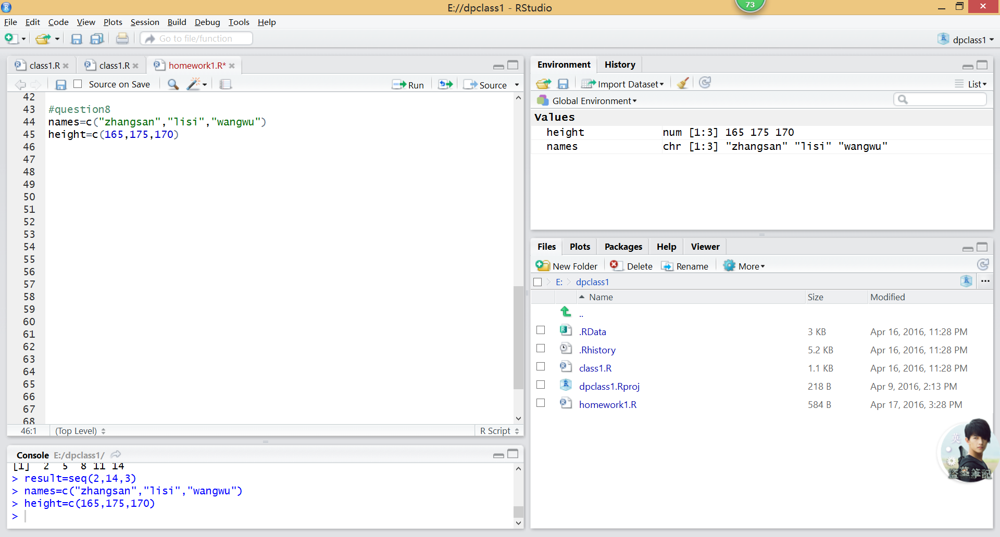 E://dpclass1 - RStudio
73
File Edit Code View Plots Session Build Debug Tools Help
Go to file/function
dpclass1
class1.R class1.R homework1.R*
Source on Save Run Source
42
43 #question8
44 names=c("zhangsan","lisi","wangwu")
45 height=c(165,175,170)
46
47
48
49
50
51
52
53
54
55
56
57
58
59
60
61
62
63
64
65
66
67
68
46:1 (Top Level) R Script
Console E:/dpclass1/
[1] 2 5 8 11 14
> result=seq(2,14,3)
> names=c("zhangsan","lisi","wangwu")
> height=c(165,175,170)
>
Environment History
Import Dataset List
Global Environment
Values
height num [1:3] 165 175 170
names chr [1:3] "zhangsan" "lisi" "wangwu"
Files Plots Packages Help Viewer
New Folder Delete Rename More
E: dpclass1 ...
Name Size Modified
..
.RData 3 KB Apr 16, 2016, 11:28 PM
.Rhistory 5.2 KB Apr 16, 2016, 11:28 PM
class1.R 1.1 KB Apr 16, 2016, 11:28 PM
dpclass1.Rproj 218 B Apr 9, 2016, 2:13 PM
homework1.R 584 B Apr 17, 2016, 3:28 PM
英
盗墓筆記